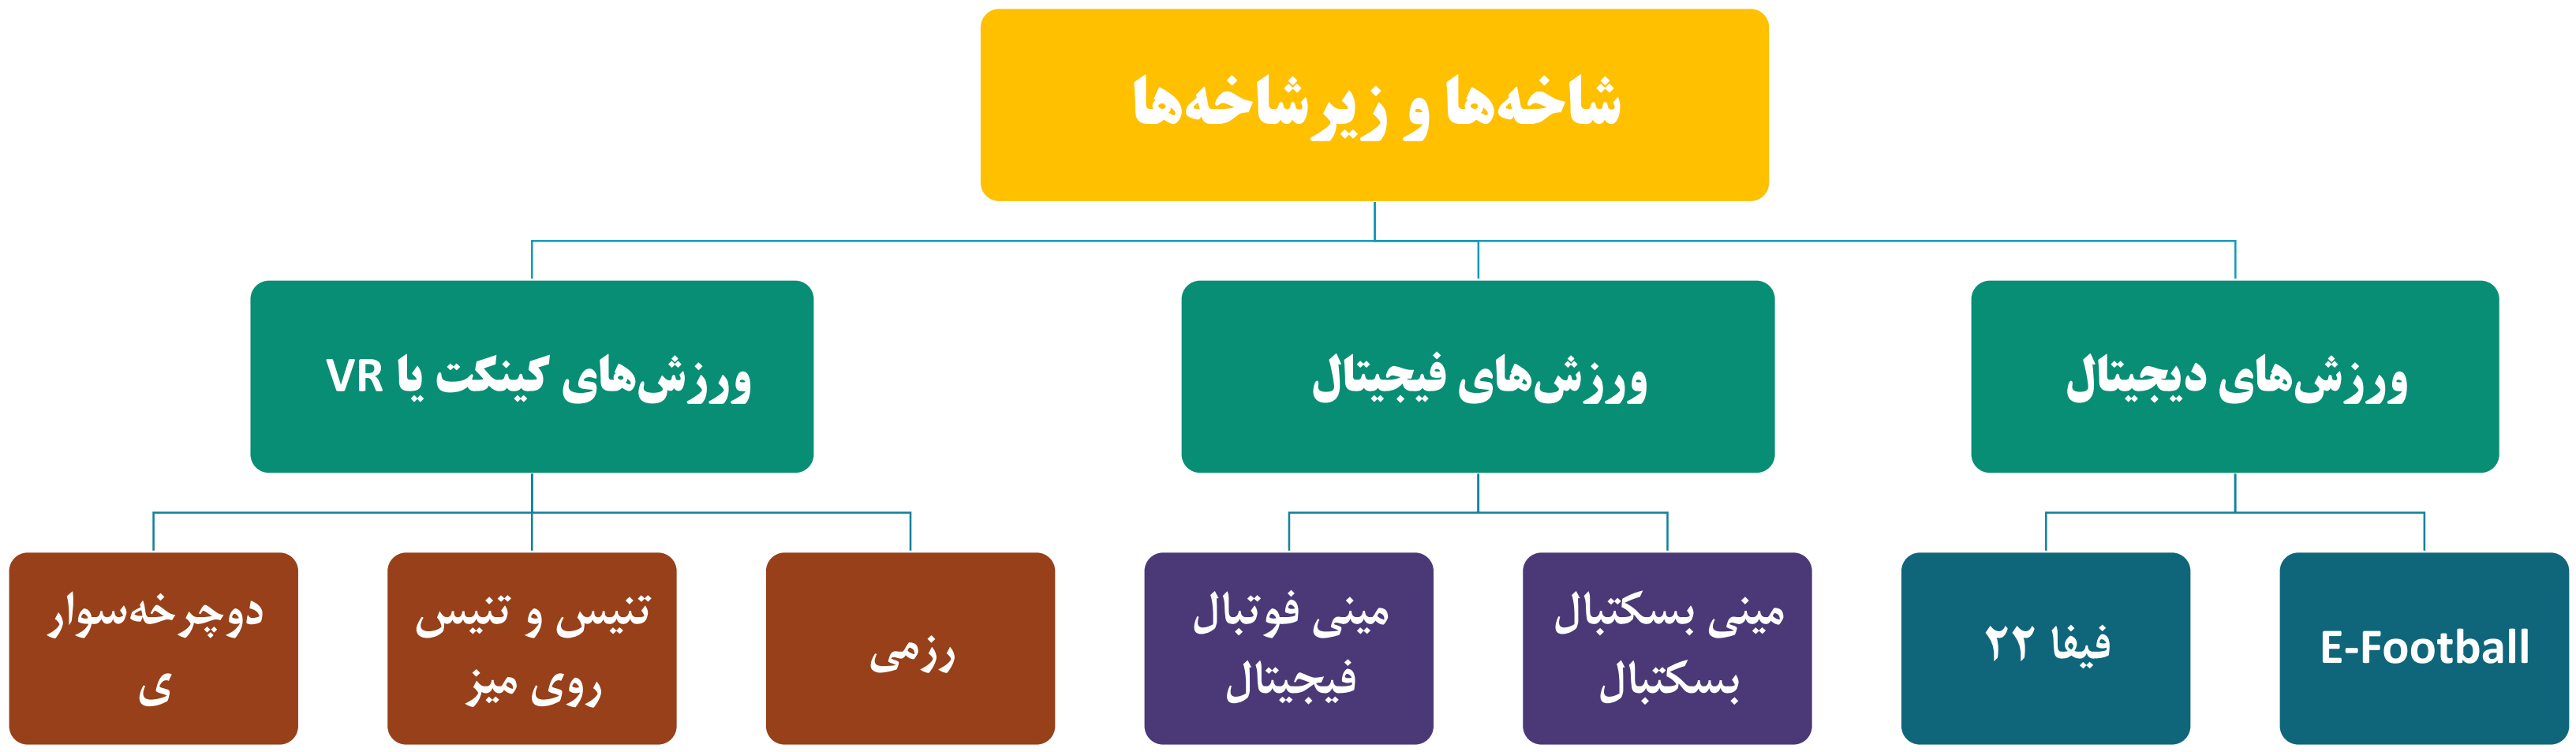 شاخه‌ها و زیرشاخه‌ها
ورزش‌های دیجیتال
ورزش‌های فیجیتال
ورزش‌های کینکت یا VR
E-Football
فیفا ۲۲
مینی بسکتبال
بسکتبال
مینی فوتبال
فیجیتال
رزمی
تنیس و تنیس
روی میز
دوچرخه‌سوار
ی